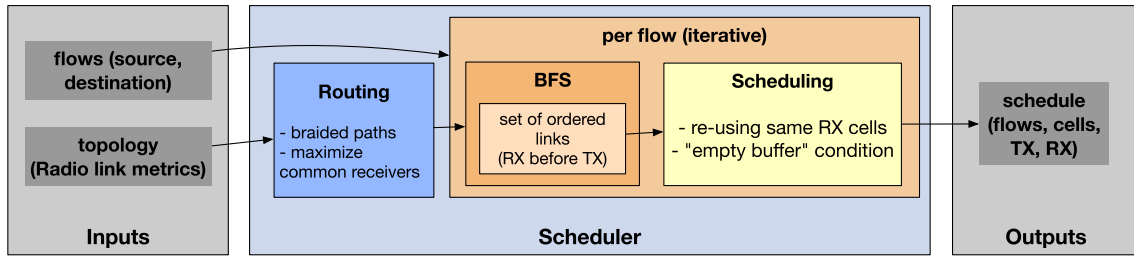 flows (source,
destination)
topology
(Radio link metrics)
Inputs
Routing
- braided paths
- maximize
common receivers
per flow (iterative)
BFS
set of ordered
links
(RX before TX)
Scheduling
- re-using same RX cells
- "empty buffer" condition
Scheduler
schedule
(flows, cells,
TX, RX)
Outputs